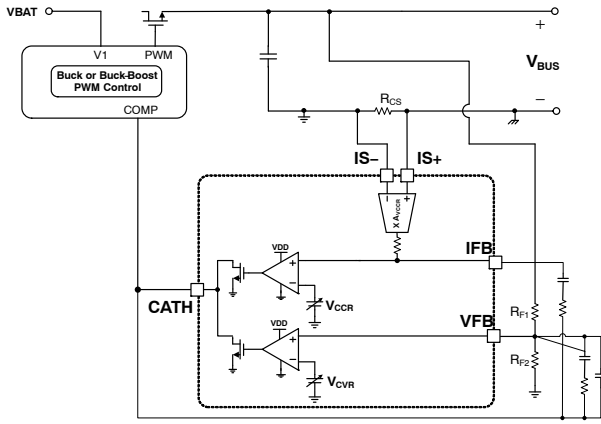 VBAT
V1
PWM
Buck or Buck-Boost
PWM Control
COMP
+
VBUS
−
RCS
IS−
IS+
− +
X AVCCR
IFB
VDD
+
−
VCCR
CATH
VFB
VDD
+
−
VCVR
RF1
RF2